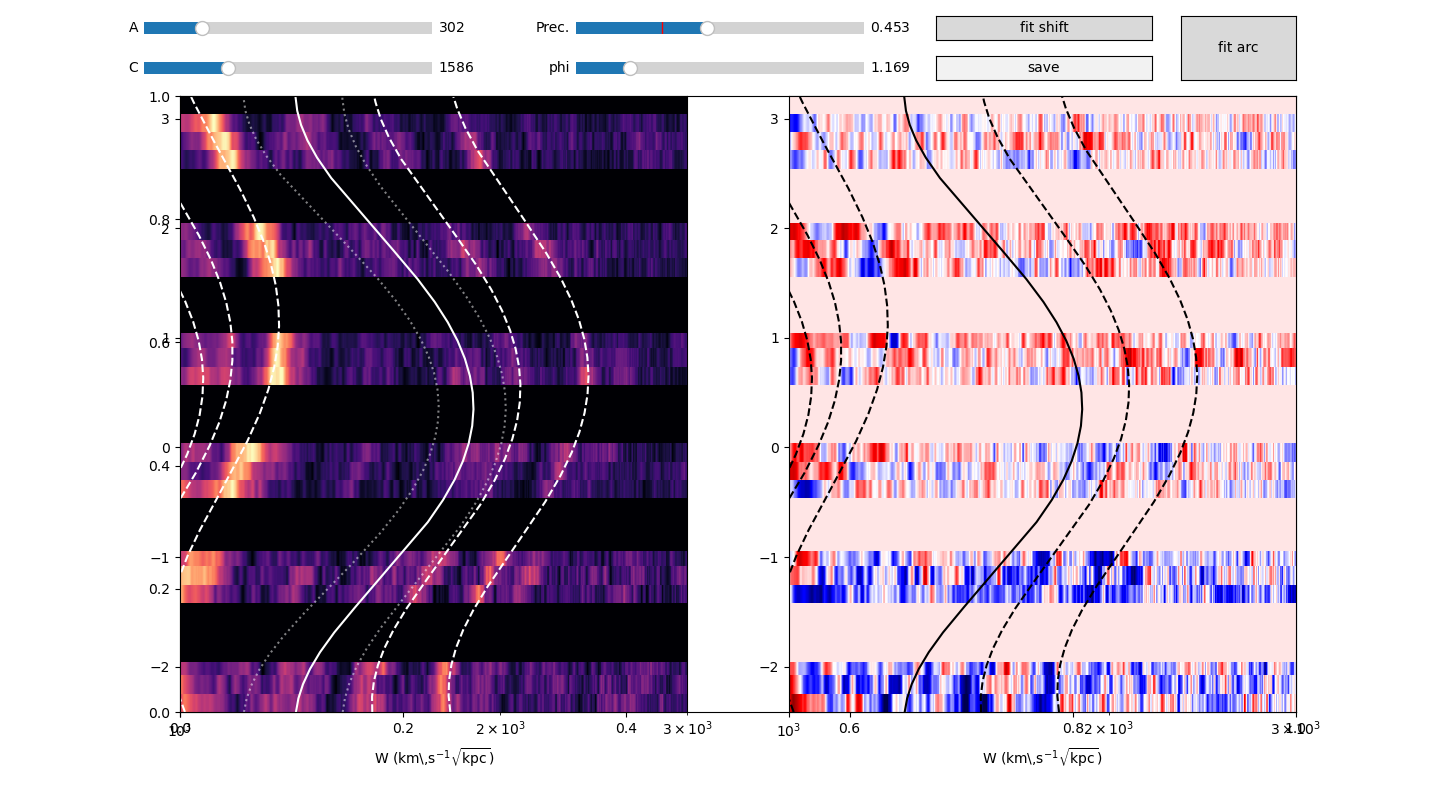 A 302 Prec. 0.453 fit shift fit arc
C 1586 phi 1.169 save
1.0
3 3
0.8
2 2
1 1
0.6
0 0
0.4
−1 −1
0.2
−2 −2
0.0
0.0 0.2 0.4 0.6 0.8 1.0
10³ 2 × 10³ 3 × 10³ 10³ 2 × 10³ 3 × 10³
W (km\,s⁻¹√kpc) W (km\,s⁻¹√kpc)